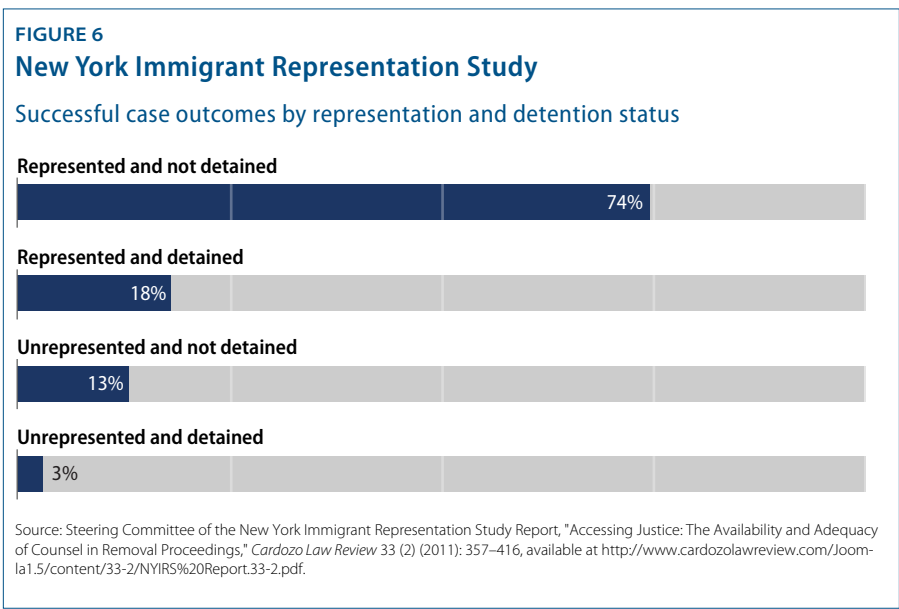 FIGURE 6
New York Immigrant Representation Study
Successful case outcomes by representation and detention status
Represented and not detained
74%
Represented and detained
18%
Unrepresented and not detained
13%
Unrepresented and detained
3%
Source: Steering Committee of the New York Immigrant Representation Study Report, "Accessing Justice: The Availability and Adequacy
of Counsel in Removal Proceedings," Cardozo Law Review 33 (2) (2011): 357–416, available at http://www.cardozolawreview.com/Joom-
la1.5/content/33-2/NYIRS%20Report.33-2.pdf.